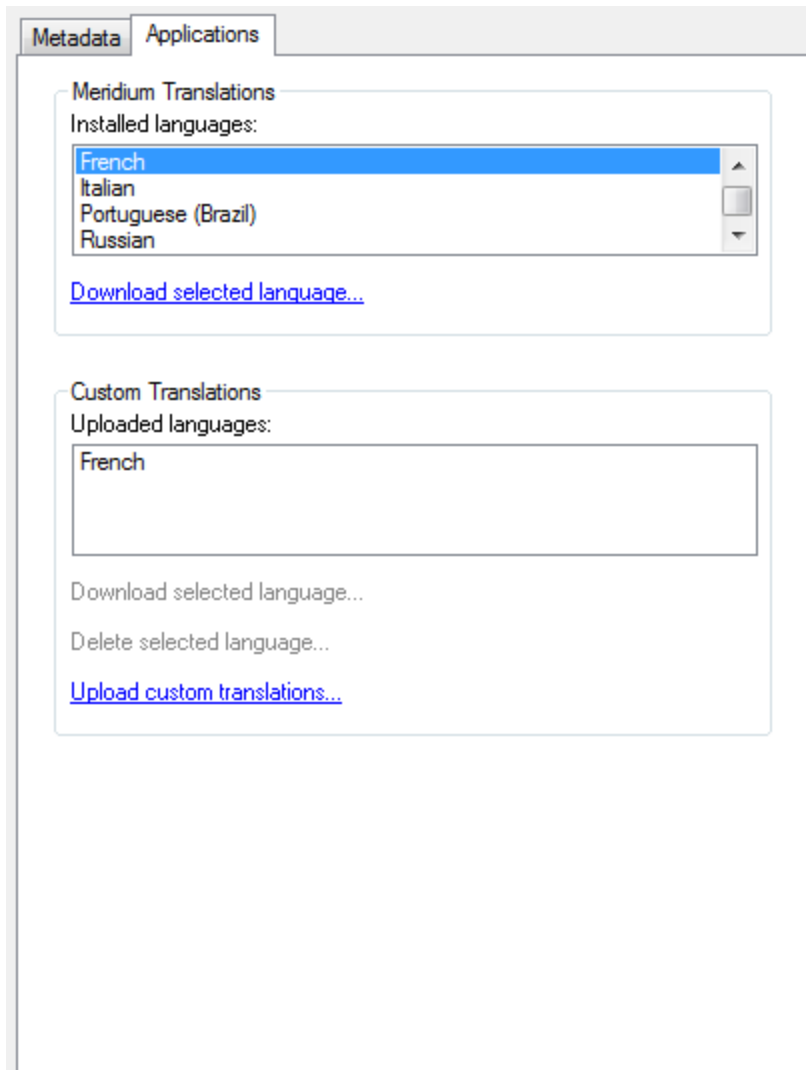 Metadata
Applications
Meridium Translations
Installed languages:
French
Italian
Portuguese (Brazil)
Russian
Download selected language...
Custom Translations
Uploaded languages:
French
Download selected language...
Delete selected language...
Upload custom translations...